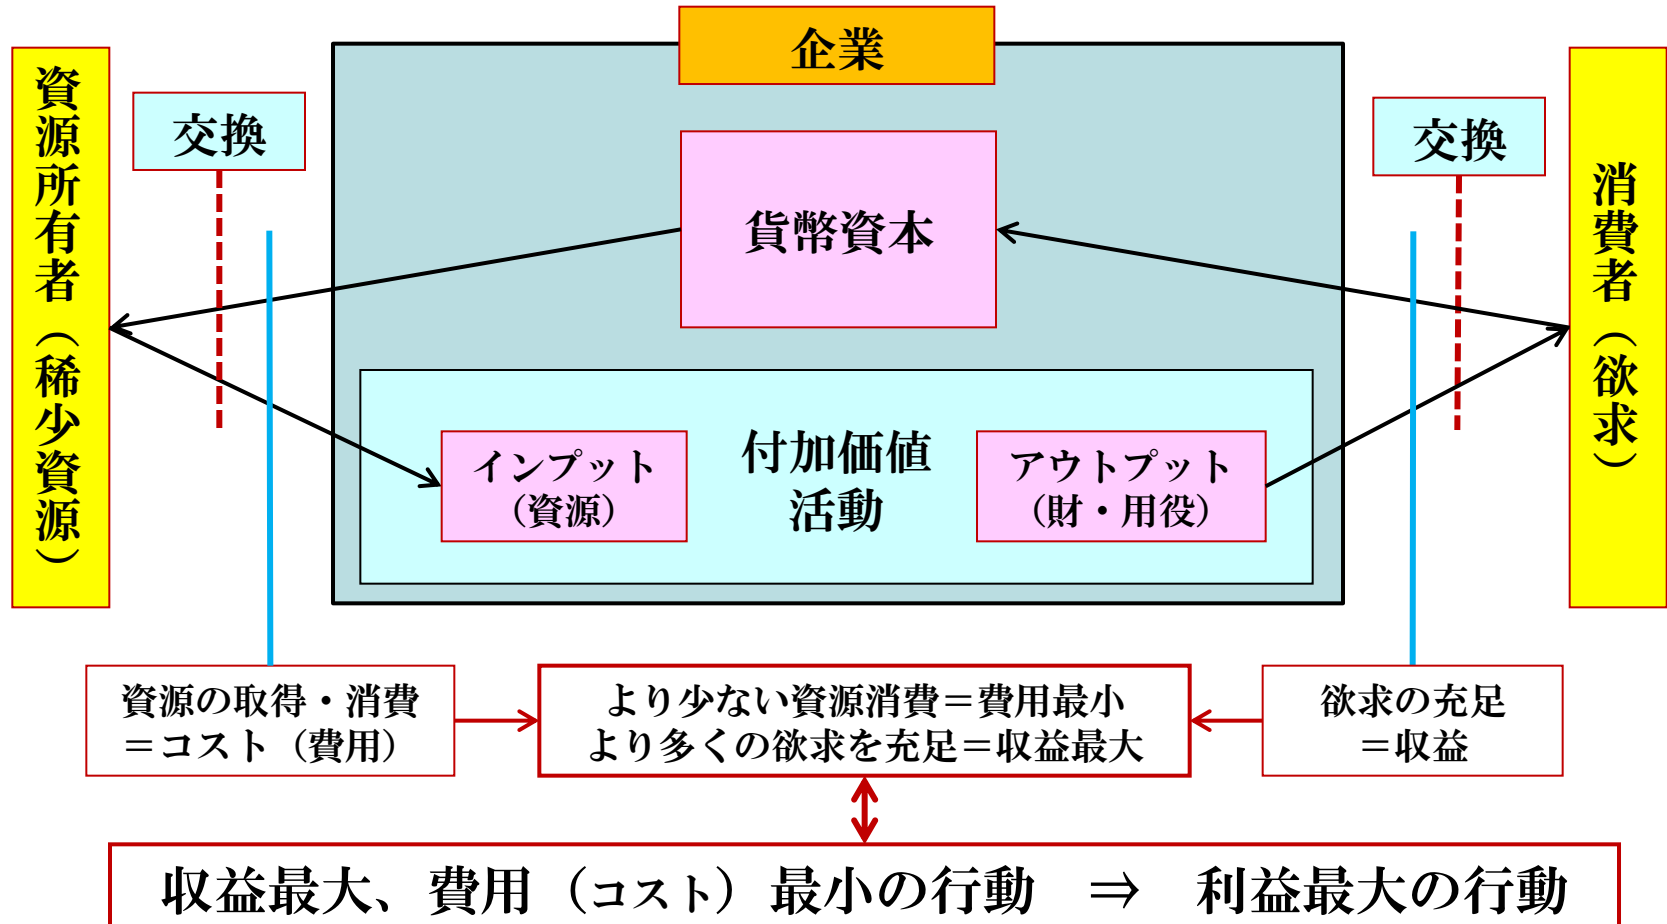 企業
資源所有者（稀少資源）
交換
貨幣資本
交換
消費者（欲求）
インプット
（資源）
付加価値
活動
アウトプット
（財・用役）
資源の取得・消費
＝コスト（費用）
より少ない資源消費＝費用最小
より多くの欲求を充足＝収益最大
欲求の充足
＝収益
収益最大、費用（コスト）最小の行動　⇒　利益最大の行動